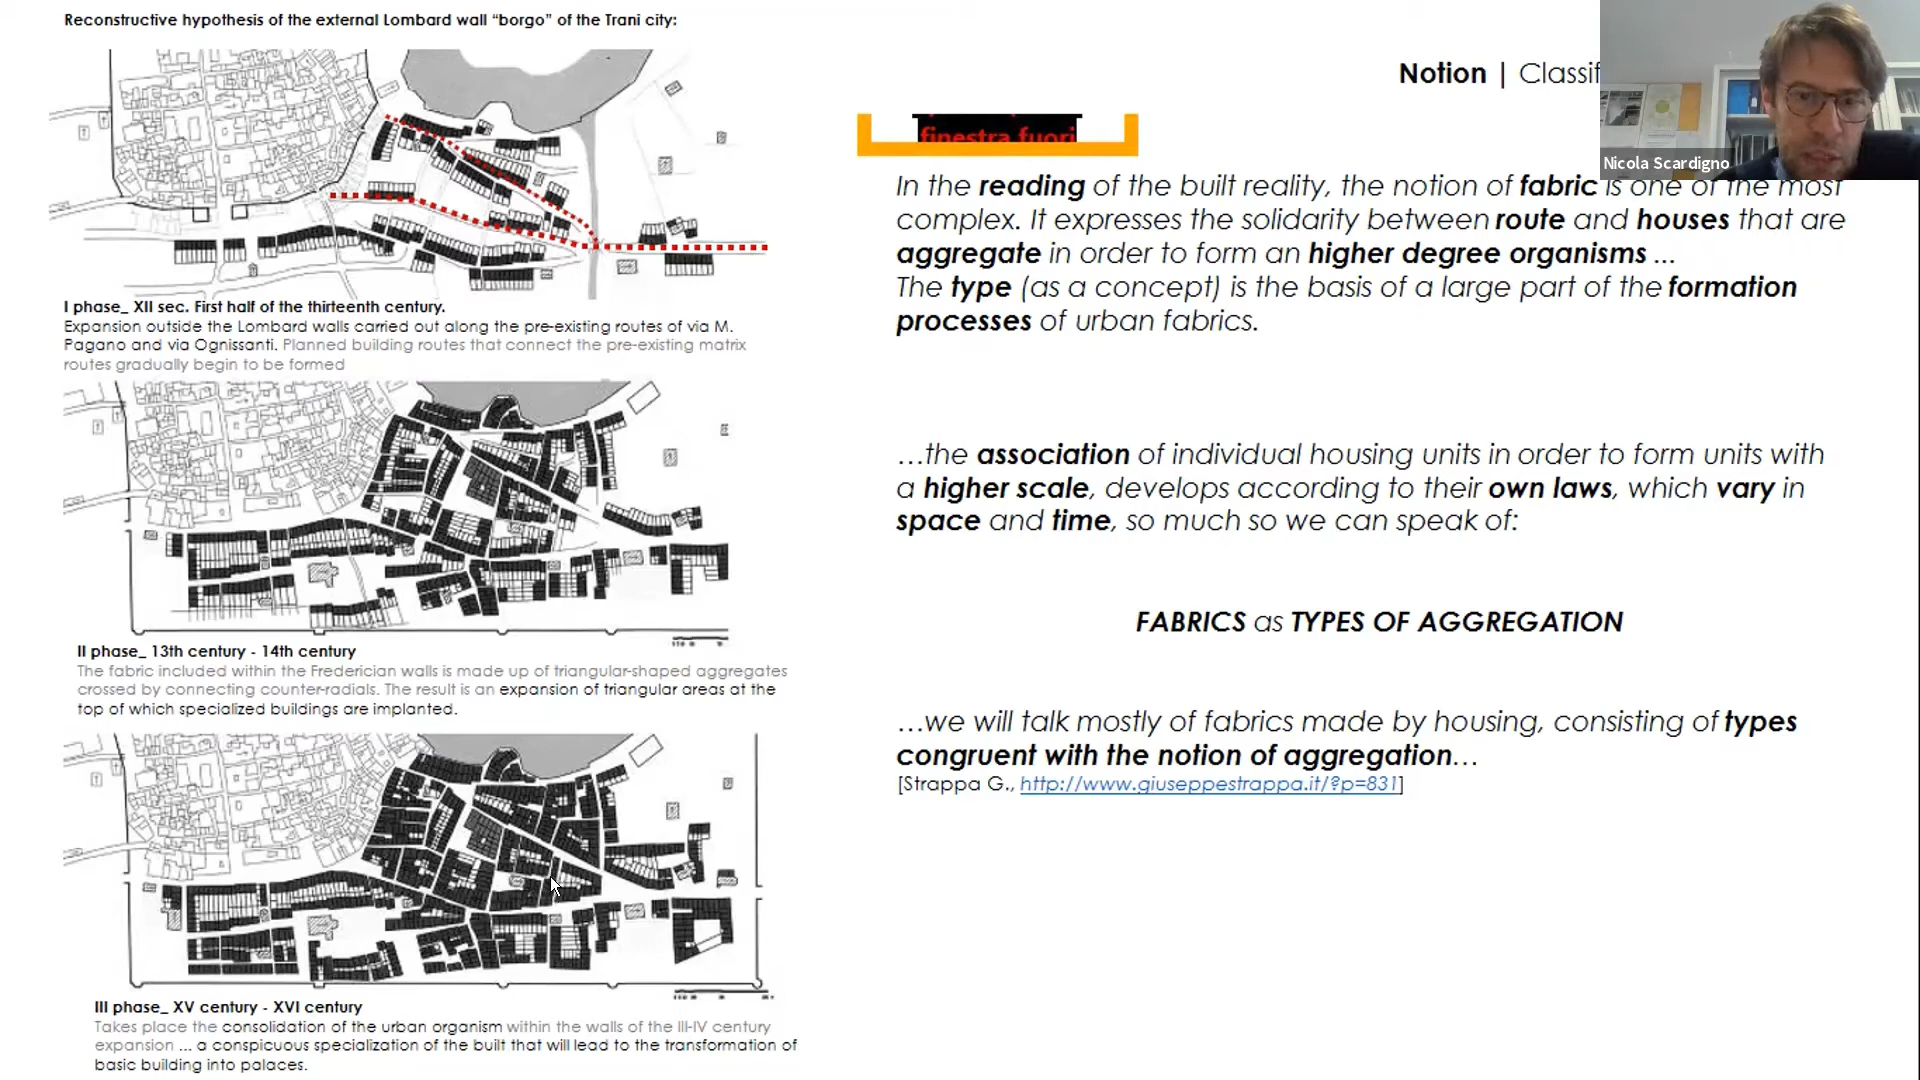 Reconstructive hypothesis of the external Lombard wall “borgo” of the Trani city:
I phase_ XII sec. First half of the thirteenth century.
Expansion outside the Lombard walls carried out along the pre-existing routes of via M.
Pagano and via Ognissanti. Planned building routes that connect the pre-existing matrix
routes gradually begin to be formed
II phase_ 13th century - 14th century
The fabric included within the Frederician walls is made up of triangular-shaped aggregates
crossed by connecting counter-radials. The result is an expansion of triangular areas at the
top of which specialized buildings are implanted.
III phase_ XV century - XVI century
Takes place the consolidation of the urban organism within the walls of the III-IV century
expansion ... a conspicuous specialization of the built that will lead to the transformation of
basic building into palaces.
Notion |
finestra fuori
Nicola Scardigno
In the reading of the built reality, the notion of fabric is one of the most
complex. It expresses the solidarity between route and houses that are
aggregate in order to form an higher degree organisms ...
The type (as a concept) is the basis of a large part of the formation
processes of urban fabrics.
…the association of individual housing units in order to form units with
a higher scale, develops according to their own laws, which vary in
space and time, so much so we can speak of:
FABRICS as TYPES OF AGGREGATION
…we will talk mostly of fabrics made by housing, consisting of types
congruent with the notion of aggregation…
[Strappa G., http://www.giuseppestrappa.it/?p=831]